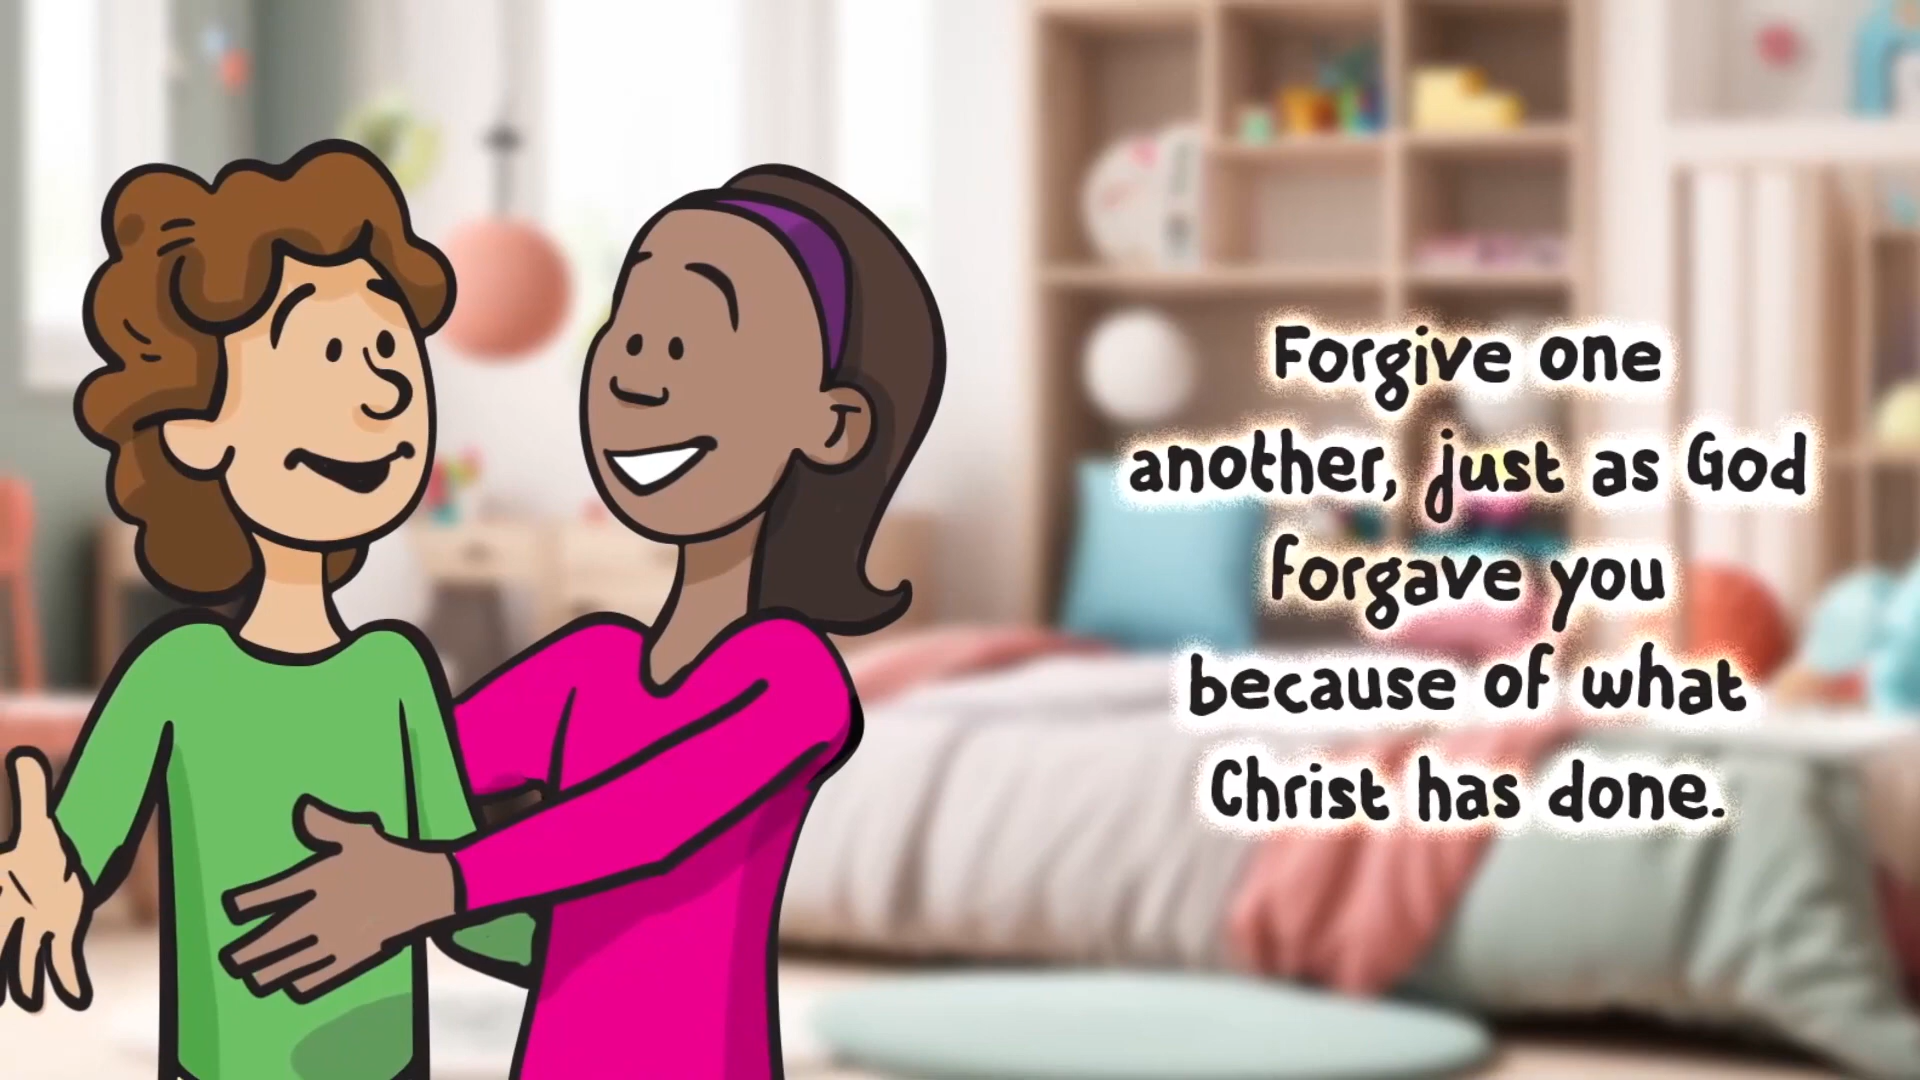 Forgive one
another, just as God
forgave you
because of what
Christ has done.